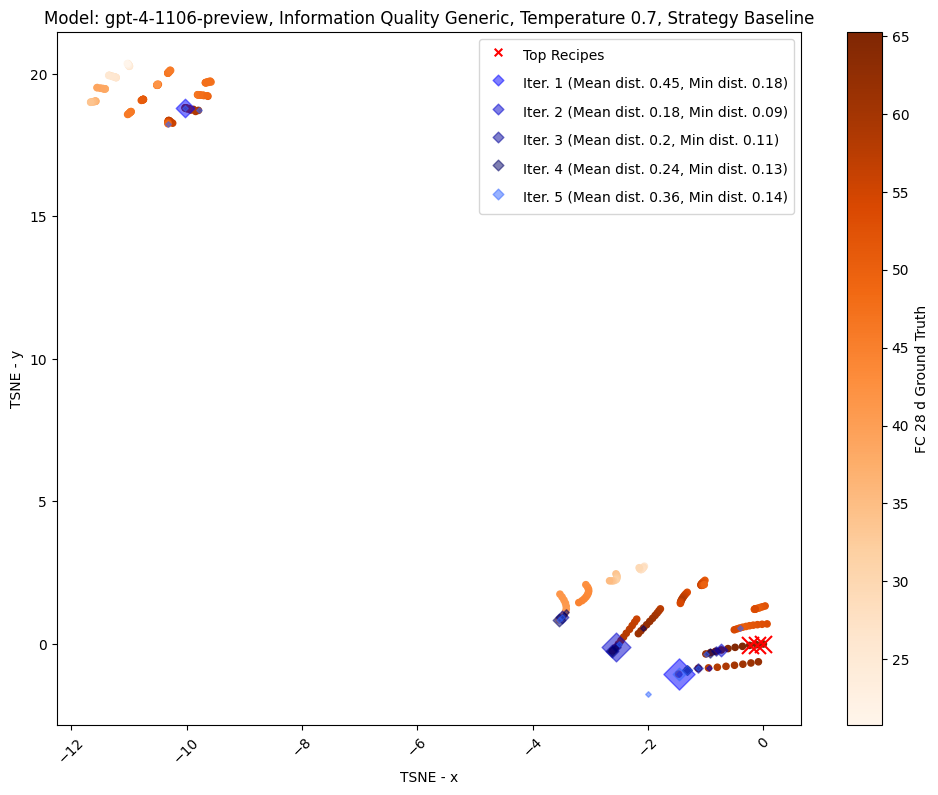 Model: gpt-4-1106-preview, Information Quality Generic, Temperature 0.7, Strategy Baseline
Top Recipes
Iter. 1 (Mean dist. 0.45, Min dist. 0.18)
Iter. 2 (Mean dist. 0.18, Min dist. 0.09)
Iter. 3 (Mean dist. 0.2, Min dist. 0.11)
Iter. 4 (Mean dist. 0.24, Min dist. 0.13)
Iter. 5 (Mean dist. 0.36, Min dist. 0.14)
TSNE - y
20
15
10
5
0
−12
−10
−8
−6
−4
−2
0
TSNE - x
65
60
55
50
45
40
35
30
25
FC 28 d Ground Truth